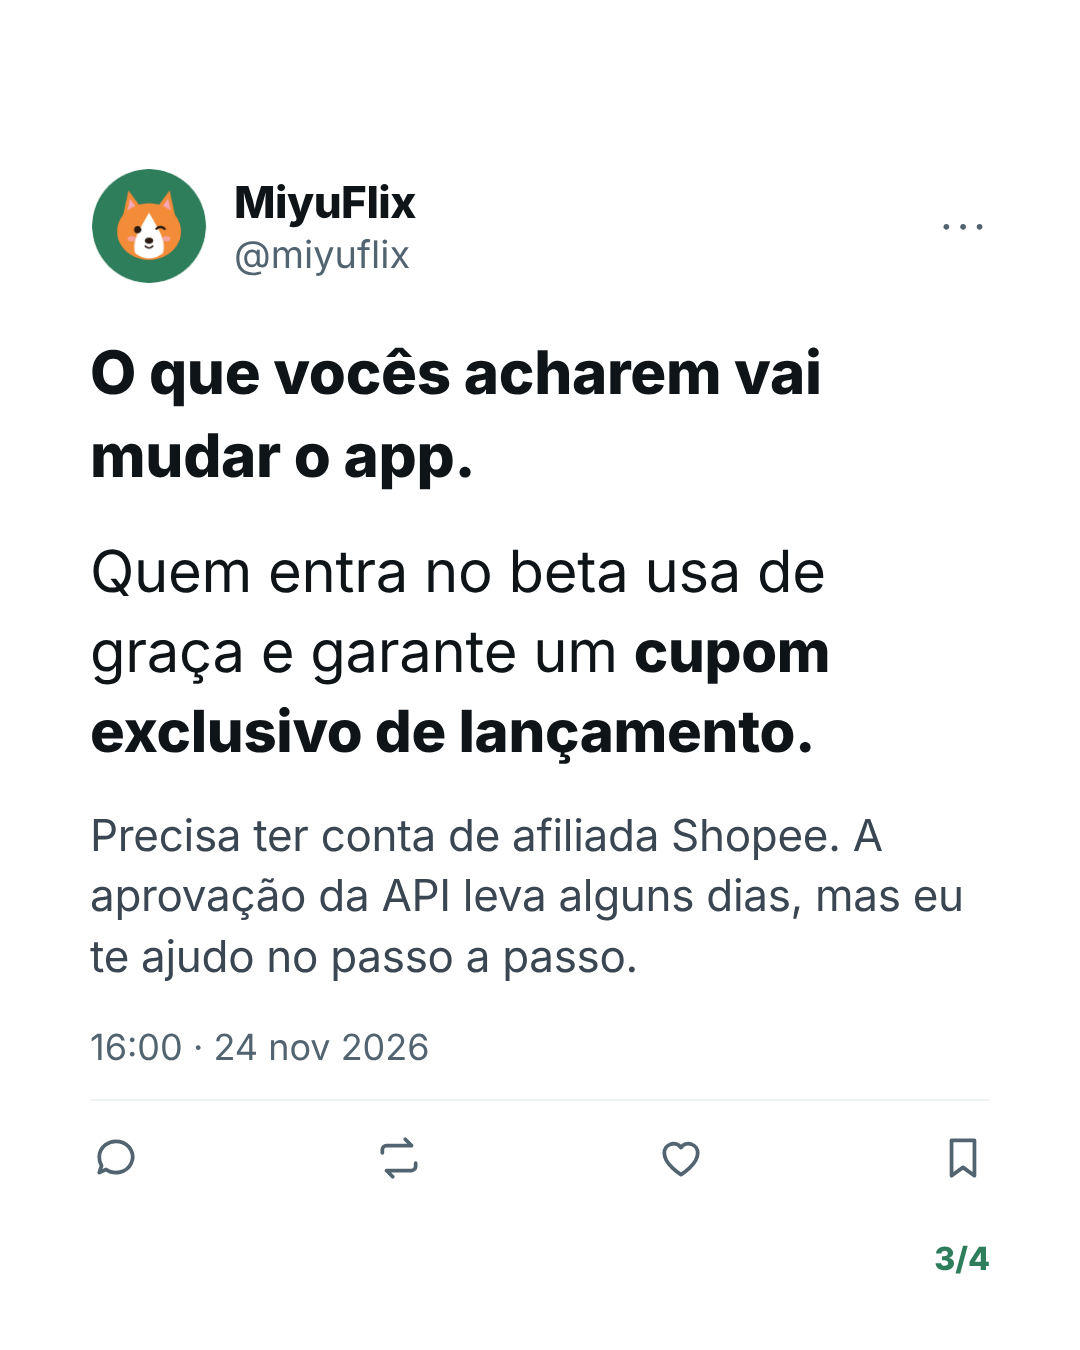 MiyuFlix
@miyuflix
O que vocês acharem vai
mudar o app.
Quem entra no beta usa de
graça e garante um cupom
exclusivo de lançamento.
Precisa ter conta de afiliada Shopee. A
aprovação da API leva alguns dias, mas eu
te ajudo no passo a passo.
16:00 · 24 nov 2026
3/4